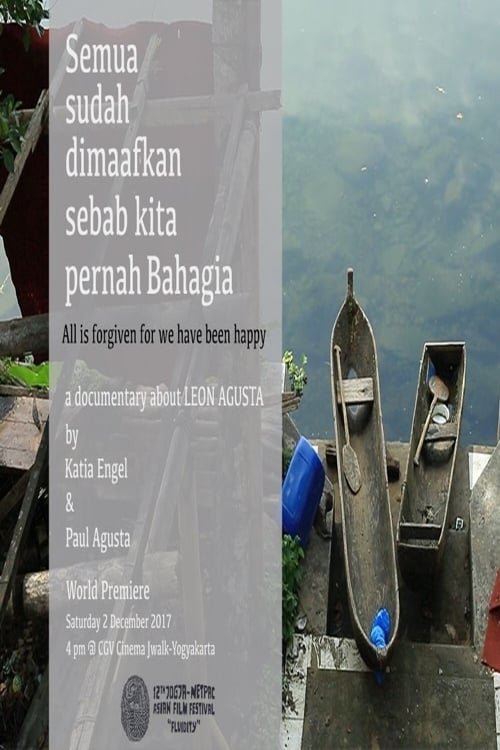 Semua
sudah
dimaafkan
sebab kita
pernah Bahagia
All is forgiven for we have been happy
a documentary about LEON AGUSTA
by
Katia Engel
&
Paul Agusta
World Premiere
Saturday 2 December 2017
4 pm @ CGV Cinema Jwalk-Yogyakarta
12TH JOGJA-NETPAC
ASIAN FILM FESTIVAL
"FLUIDITY"